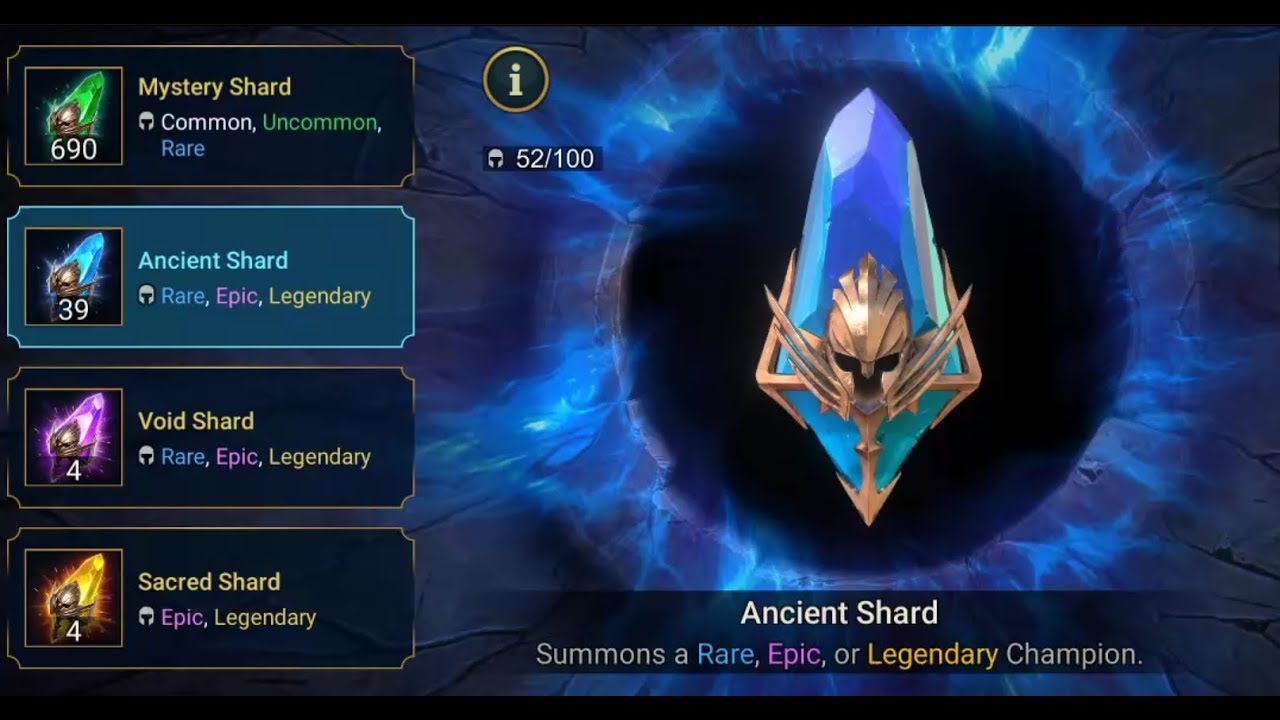 Mystery Shard
Common, Uncommon,
Rare
690
Ancient Shard
Rare, Epic, Legendary
39
Void Shard
Rare, Epic, Legendary
4
Sacred Shard
Epic, Legendary
4
i
52/100
Ancient Shard
Summons a Rare, Epic, or Legendary Champion.